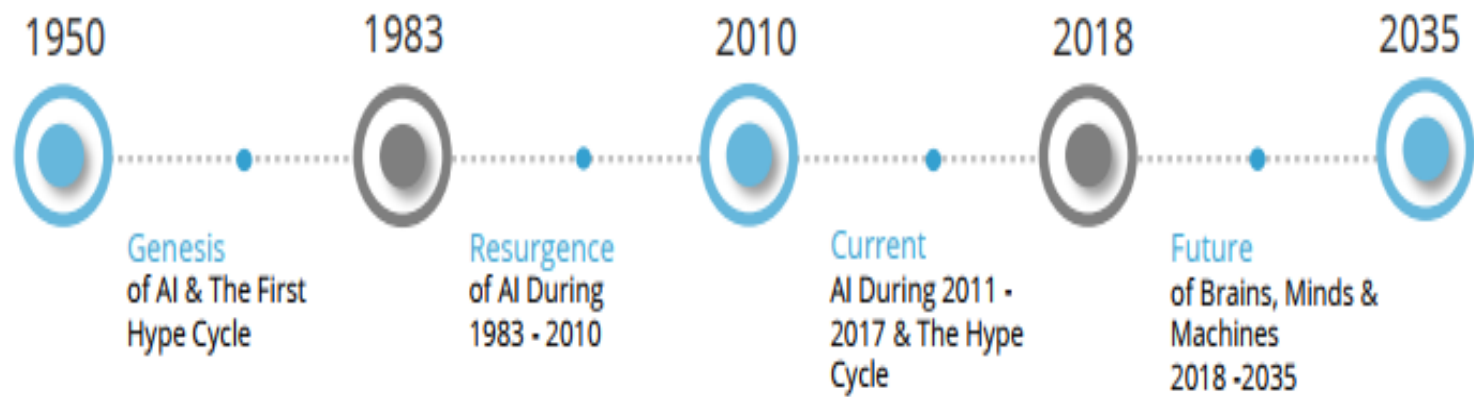 1950
1983
2010
2018
2035
Genesis
of AI & The First
Hype Cycle
Resurgence
of AI During
1983 - 2010
Current
AI During 2011 -
2017 & The Hype
Cycle
Future
of Brains, Minds &
Machines
2018 -2035